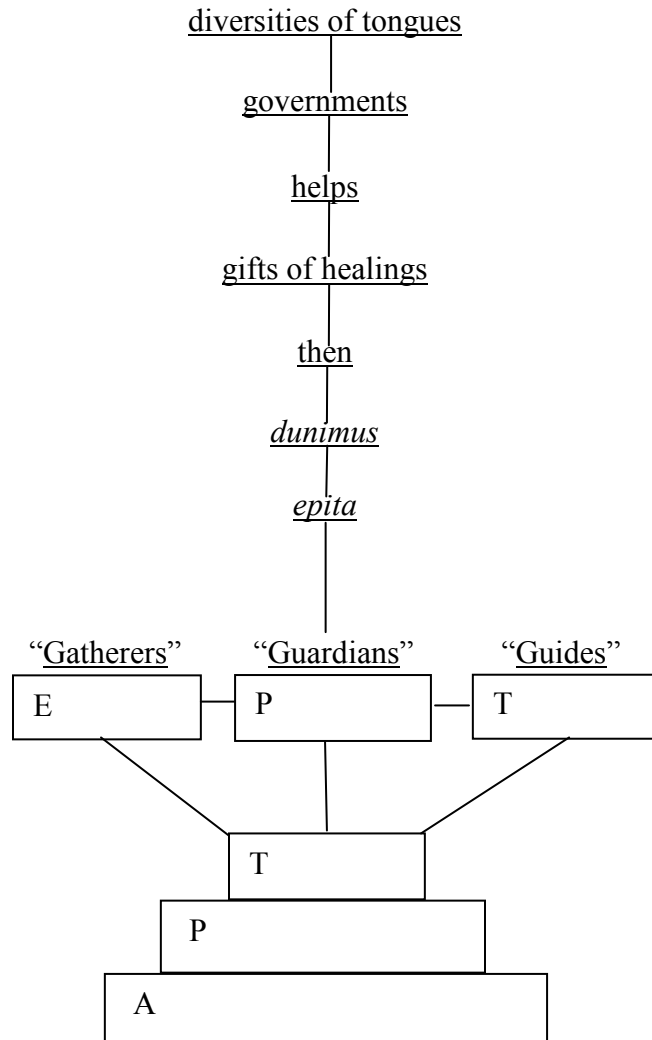 diversities of tongues
governments
helps
gifts of healings
then
dunimus
epita
“Gatherers” “Guardians” “Guides”
E P T
T
P
A